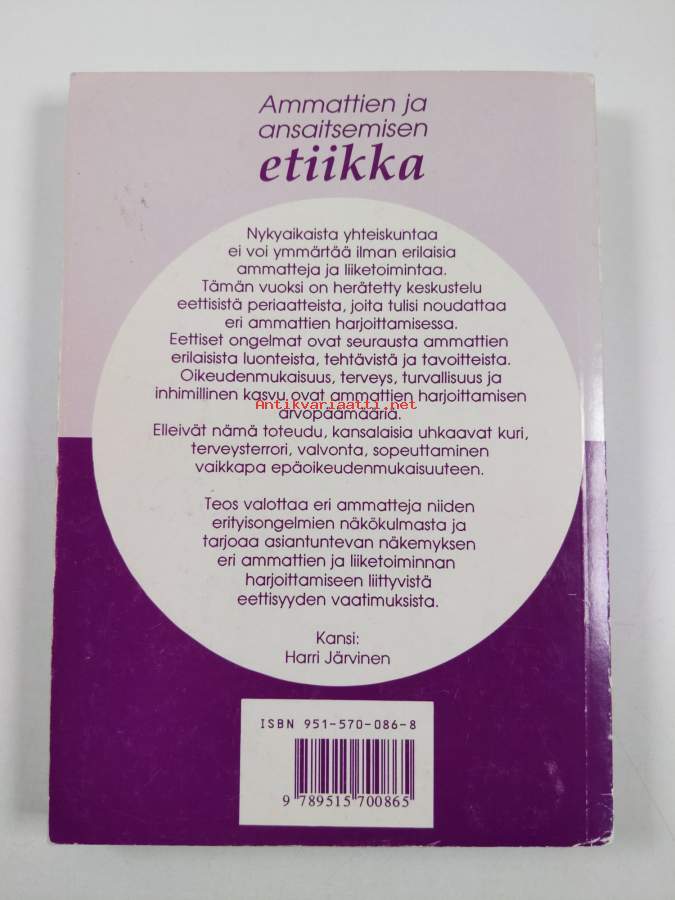 Ammattien ja
ansaitsemisen
etiikka
Nykyaikaista yhteiskuntaa
ei voi ymmärtää ilman erilaisia
ammatteja ja liiketoimintaa.
Tämän vuoksi on herätetty keskustelu
eettisistä periaatteista, joita tulisi noudattaa
eri ammattien harjoittamisessa.
Eettiset ongelmat ovat seurausta ammattien
erilaisista luonteista, tehtävistä ja tavoitteista.
Oikeudenmukaisuus, terveys, turvallisuus ja
inhimillinen kasvu ovat ammattien harjoittamisen
Antikvariaatti.net
arvopäämääriä.
Elleivät nämä toteudu, kansalaisia uhkaavat kuri,
terveysterrori, valvonta, sopeuttaminen
vaikkapa epäoikeudenmukaisuuteen.
Teos valottaa eri ammatteja niiden
erityisongelmien näkökulmasta ja
tarjoaa asiantuntevan näkemyksen
eri ammattien ja liiketoiminnan
harjoittamiseen liittyvistä
eettisyyden vaatimuksista.
Kansi:
Harri Järvinen
ISBN 951-570-086-8
9 789515 700865